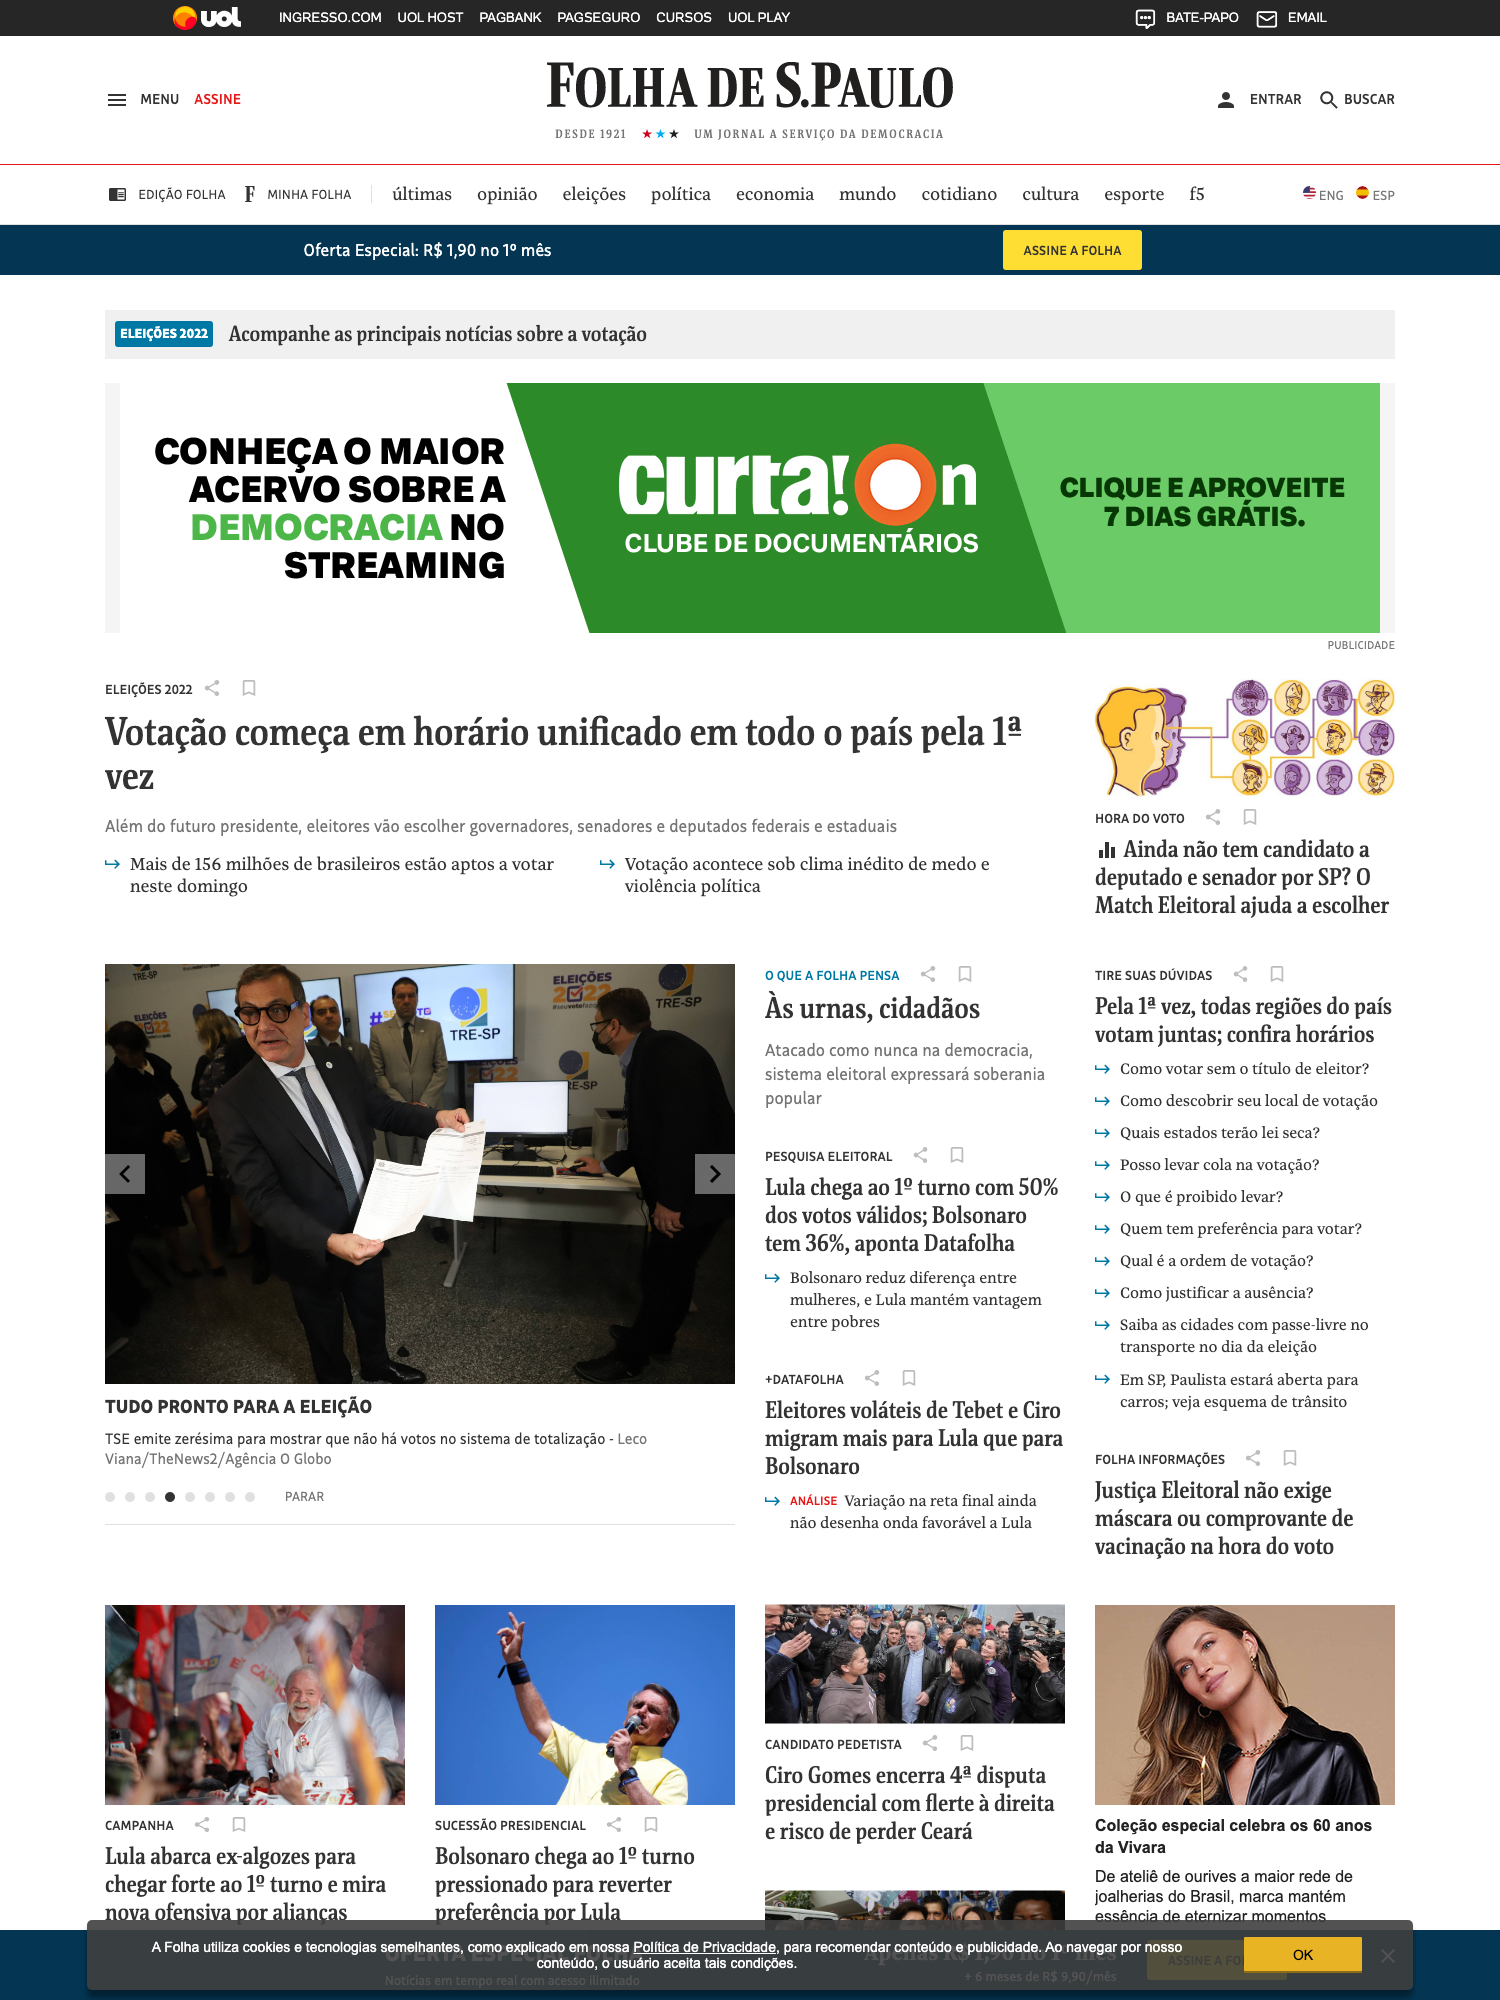 uol
INGRESSO.COM UOL HOST PAGBANK PAGSEGURO CURSOS UOL PLAY
BATE-PAPO EMAIL
MENU ASSINE
FOLHA DE S.PAULO
DESDE 1921 ★★★ UM JORNAL A SERVIÇO DA DEMOCRACIA
ENTRAR BUSCAR
EDIÇÃO FOLHA F MINHA FOLHA
últimas opinião eleições política economia mundo cotidiano cultura esporte f5
ENG ESP
Oferta Especial: R$ 1,90 no 1º mês
ASSINE A FOLHA
ELEIÇÕES 2022 Acompanhe as principais notícias sobre a votação
CONHEÇA O MAIOR
ACERVO SOBRE A
DEMOCRACIA NO
STREAMING
curta!On
CLUBE DE DOCUMENTÁRIOS
CLIQUE E APROVEITE
7 DIAS GRÁTIS.
PUBLICIDADE
ELEIÇÕES 2022
Votação começa em horário unificado em todo o país pela 1ª
vez
Além do futuro presidente, eleitores vão escolher governadores, senadores e deputados federais e estaduais
Mais de 156 milhões de brasileiros estão aptos a votar
neste domingo
Votação acontece sob clima inédito de medo e
violência política
HORA DO VOTO
Ainda não tem candidato a
deputado e senador por SP? O
Match Eleitoral ajuda a escolher
TRE-SP
ELEIÇÕES
2022
TRE-SP
TRE-SP
TRE-SP
TUDO PRONTO PARA A ELEIÇÃO
TSE emite zerésima para mostrar que não há votos no sistema de totalização - Leco
Viana/TheNews2/Agência O Globo
PARAR
O QUE A FOLHA PENSA
Às urnas, cidadãos
Atacado como nunca na democracia,
sistema eleitoral expressará soberania
popular
PESQUISA ELEITORAL
Lula chega ao 1º turno com 50%
dos votos válidos; Bolsonaro
tem 36%, aponta Datafolha
Bolsonaro reduz diferença entre
mulheres, e Lula mantém vantagem
entre pobres
+DATAFOLHA
Eleitores voláteis de Tebet e Ciro
migram mais para Lula que para
Bolsonaro
ANÁLISE Variação na reta final ainda
não desenha onda favorável a Lula
TIRE SUAS DÚVIDAS
Pela 1ª vez, todas regiões do país
votam juntas; confira horários
Como votar sem o título de eleitor?
Como descobrir seu local de votação
Quais estados terão lei seca?
Posso levar cola na votação?
O que é proibido levar?
Quem tem preferência para votar?
Qual é a ordem de votação?
Como justificar a ausência?
Saiba as cidades com passe-livre no
transporte no dia da eleição
Em SP, Paulista estará aberta para
carros; veja esquema de trânsito
FOLHA INFORMAÇÕES
Justiça Eleitoral não exige
máscara ou comprovante de
vacinação na hora do voto
CAMPANHA
Lula abarca ex-algozes para
chegar forte ao 1º turno e mira
nova ofensiva por alianças
SUCESSÃO PRESIDENCIAL
Bolsonaro chega ao 1º turno
pressionado para reverter
preferência por Lula
CANDIDATO PEDETISTA
Ciro Gomes encerra 4ª disputa
presidencial com flerte à direita
e risco de perder Ceará
Coleção especial celebra os 60 anos
da Vivara
De ateliê de ourives a maior rede de
joalherias do Brasil, marca mantém
essência de eternizar momentos
A Folha utiliza cookies e tecnologias semelhantes, como explicado em nossa Política de Privacidade, para recomendar conteúdo e publicidade. Ao navegar por nosso
conteúdo, o usuário aceita tais condições.
OK
Notícias em tempo real com acesso ilimitado
Apenas R$ 1,90 no 1º mês
+ 6 meses de R$ 9,90/mês
ASSINE A FO